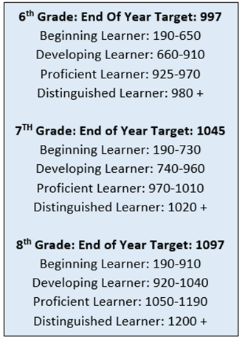 6th Grade: End Of Year Target: 997
Beginning Learner: 190-650
Developing Learner: 660-910
Proficient Learner: 925-970
Distinguished Learner: 980 +
7TH Grade: End of Year Target: 1045
Beginning Learner: 190-730
Developing Learner: 740-960
Proficient Learner: 970-1010
Distinguished Learner: 1020 +
8th Grade: End of Year Target: 1097
Beginning Learner: 190-910
Developing Learner: 920-1040
Proficient Learner: 1050-1190
Distinguished Learner: 1200 +